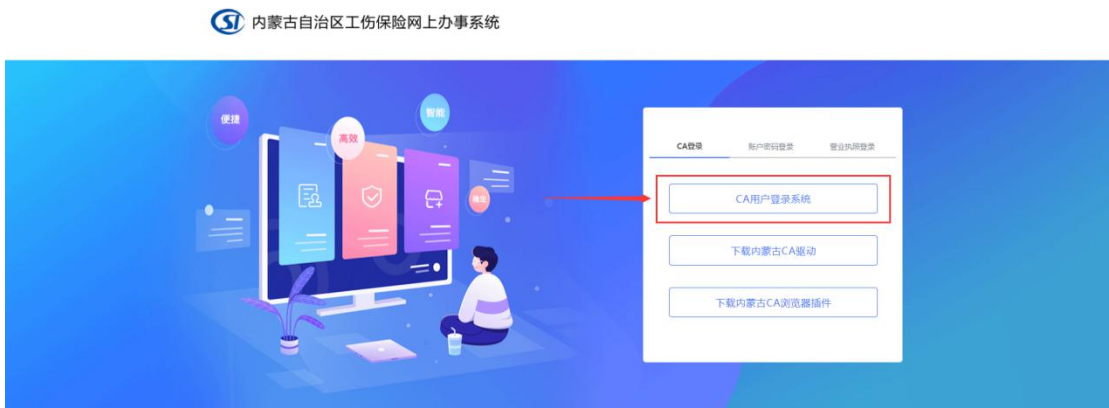 内蒙古自治区工伤保险网上办事系统
便捷
高效
智能
稳定
CA登录 账户密码登录 营业执照登录
CA用户登录系统
下载内蒙古CA驱动
下载内蒙古CA浏览器插件